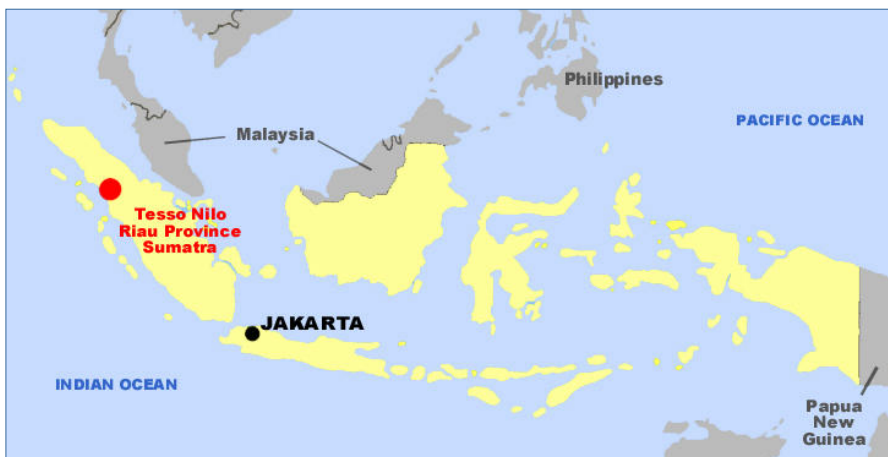 Philippines
PACIFIC OCEAN
Malaysia
Tesso Nilo
Riau Province
Sumatra
JAKARTA
INDIAN OCEAN
Papua
New
Guinea